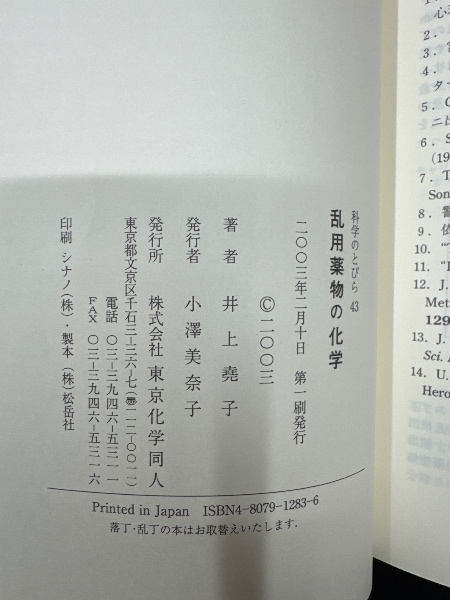 科学のとびら 43
乱用薬物の化学
二〇〇三年二月十日 第一刷発行
©二〇〇三
著者 井上堯子
発行者 小澤美奈子
発行所 株式会社 東京化学同人
東京都文京区千石三-三六-七(〒一一二-〇〇一一)
電話 〇三-三九四六-五三一一
FAX 〇三-三九四六-五三一六
印刷 シナノ(株)・製本 (株)松岳社
Printed in Japan ISBN4-8079-1283-6
落丁・乱丁の本はお取替えいたします.
2.
3.
4.
5.
6. S
(19
7. T
Son
8. 警
9. 依
10. "T
11.
12. J.
Met
129
13. J.
Sci.
14. U.
Hero